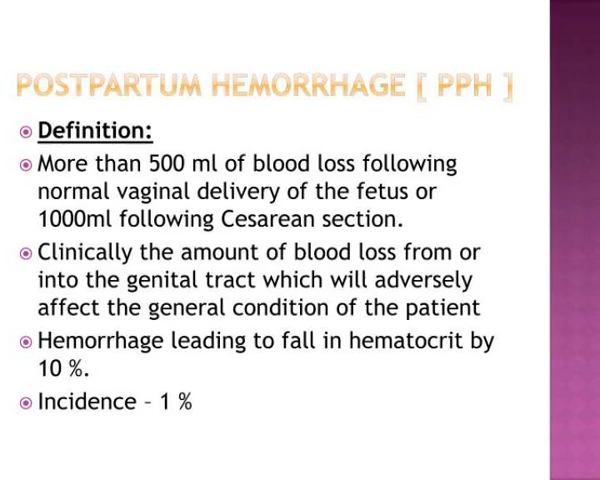 POSTPARTUM HEMORRHAGE [ PPH ]
Definition:
More than 500 ml of blood loss following
normal vaginal delivery of the fetus or
1000ml following Cesarean section.
Clinically the amount of blood loss from or
into the genital tract which will adversely
affect the general condition of the patient
Hemorrhage leading to fall in hematocrit by
10 %.
Incidence – 1 %